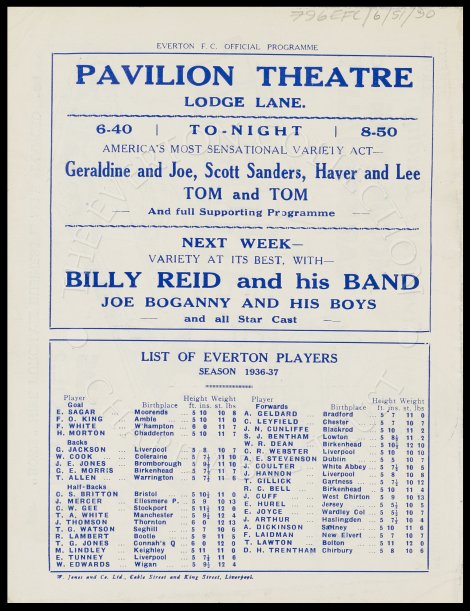 796EFC/6/51/30
EVERTON F.C. OFFICIAL PROGRAMME
PAVILION THEATRE
LODGE LANE.
6-40 | TO-NIGHT | 8-50
AMERICA'S MOST SENSATIONAL VARIETY ACT—
Geraldine and Joe, Scott Sanders, Haver and Lee
TOM and TOM
And full Supporting Programme
NEXT WEEK—
VARIETY AT ITS BEST, WITH—
BILLY REID and his BAND
JOE BOGANNY AND HIS BOYS
and all Star Cast
LIST OF EVERTON PLAYERS
SEASON 1936-37
Player Birthplace Height ft. ins. Weight st. lbs
Goal
E. SAGAR Moorends 5 10 10 8
F. O. KING Amble 5 10 11 0
F. WHITE W'hampton 6 0 11 7
H. MORTON Chadderton 5 10 11 7
Backs
G. JACKSON Liverpool 5 8 10 7
W. COOK Coleraine 5 7½ 11 10
J. E. JONES Bromborough 5 9½ 11 10
C. E. MORRIS Birkenhead 5 7½ 11 7
T. ALLEN Warrington 5 7½ 11 6
Half-Backs
C. S. BRITTON Bristol 5 10½ 11 0
J. MERCER Ellesmere P. 5 9 10 13
C. W. GEE Stockport 5 11½ 12 6
T. A. WHITE Manchester 5 9½ 12 4
J. THOMSON Thornton 6 0 12 13
T. G. WATSON Seghill 5 7 10 6
R. LAMBERT Bootle 5 9 11 5
T. G. JONES Connah's Q 6 0 12 0
M. LINDLEY Keighley 5 11 11 0
E. TUNNEY Liverpool 5 7½ 11 6
W. EDWARDS Wigan 5 9½ 12 4
Player Birthplace Height ft. ins. Weight st. lbs
Forwards
A. GELDARD Bradford 5 7 11 0
C. LEYFIELD Chester 5 7 10 7
J. N. CUNLIFFE Blackrod 5 10 11 2
S. J. BENTHAM Lowton 5 8½ 11 2
W. R. DEAN Birkenhead 5 10½ 12 10
C. R. WEBSTER Liverpool 5 10 10 10
A. E. STEVENSON Dublin 5 5 10 7
J. COULTER White Abbey 5 7½ 10 5
J. HANNON Liverpool 5 8 10 8
T. GILLICK Gartness 5 7½ 10 12
R. C. BELL Birkenhead 5 10 11 4
J. CUFF West Chirton 5 9 10 13
E. HUREL Jersey 5 5½ 10 5
E. JOYCE Wardley Col 5 5½ 10 7
J. ARTHUR Haslingden 5 7½ 10 4
A. DICKINSON Sidney 5 10 11 6
F. LAIDMAN New Elvert 5 7 10 7
T. LAWTON Bolton 5 11 12 0
D. H. TRENTHAM Chirbury 5 8 10 6
W. Jones and Co. Ltd., Cable Street and King Street, Liverpool.